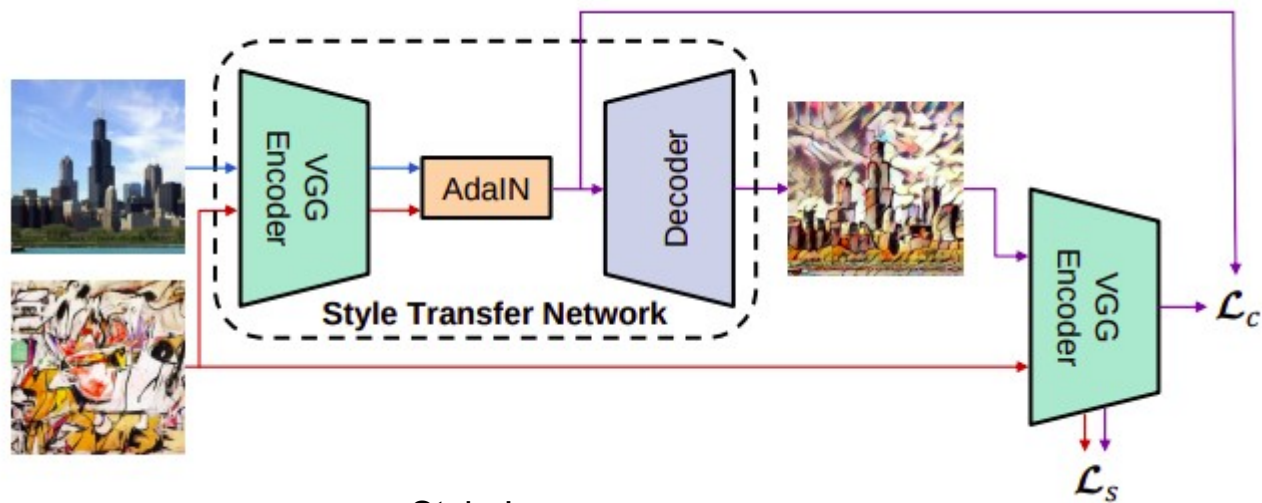 VGG
Encoder
AdaIN
Decoder
Style Transfer Network
VGG
Encoder
ℒc
ℒs